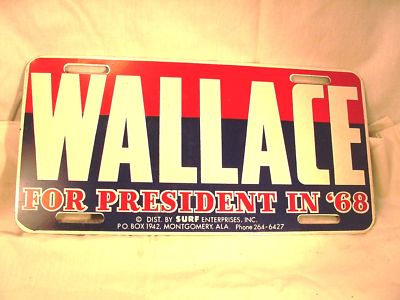 WALLACE
FOR PRESIDENT IN '68
© DIST. BY SURF ENTERPRISES, INC.
P.O. BOX 1942, MONTGOMERY, ALA. Phone 264-6427